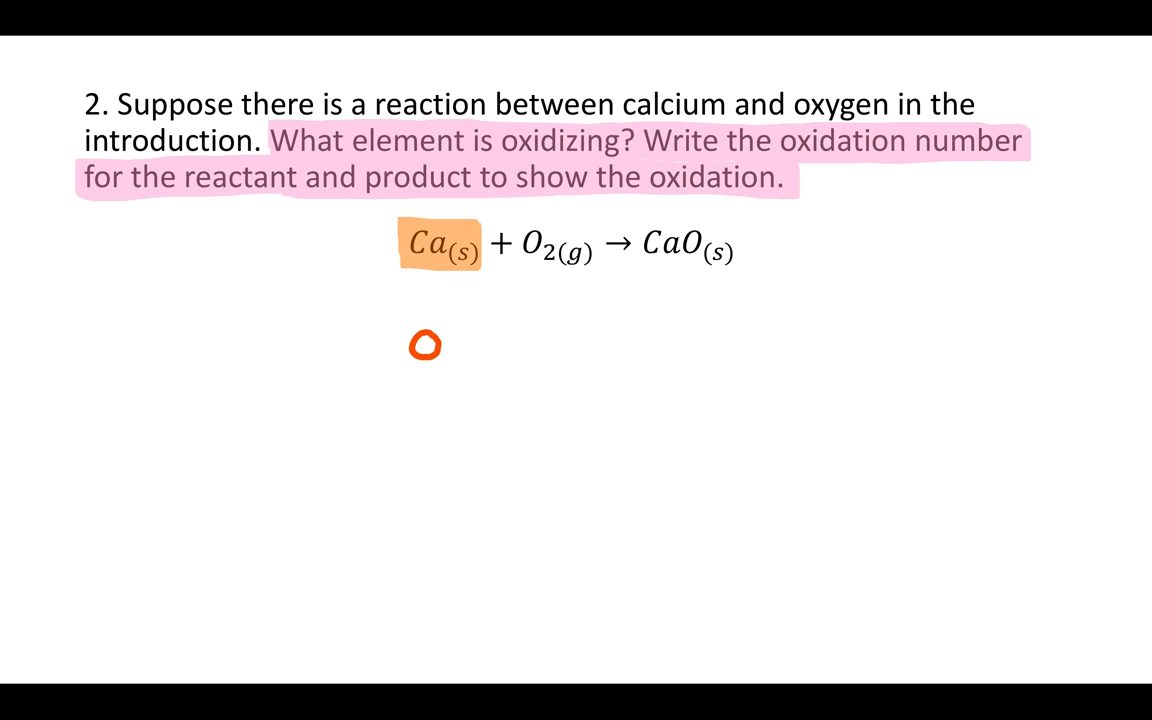 2. Suppose there is a reaction between calcium and oxygen in the
introduction. What element is oxidizing? Write the oxidation number
for the reactant and product to show the oxidation.
Ca(s) + O2(g) → CaO(s)
0